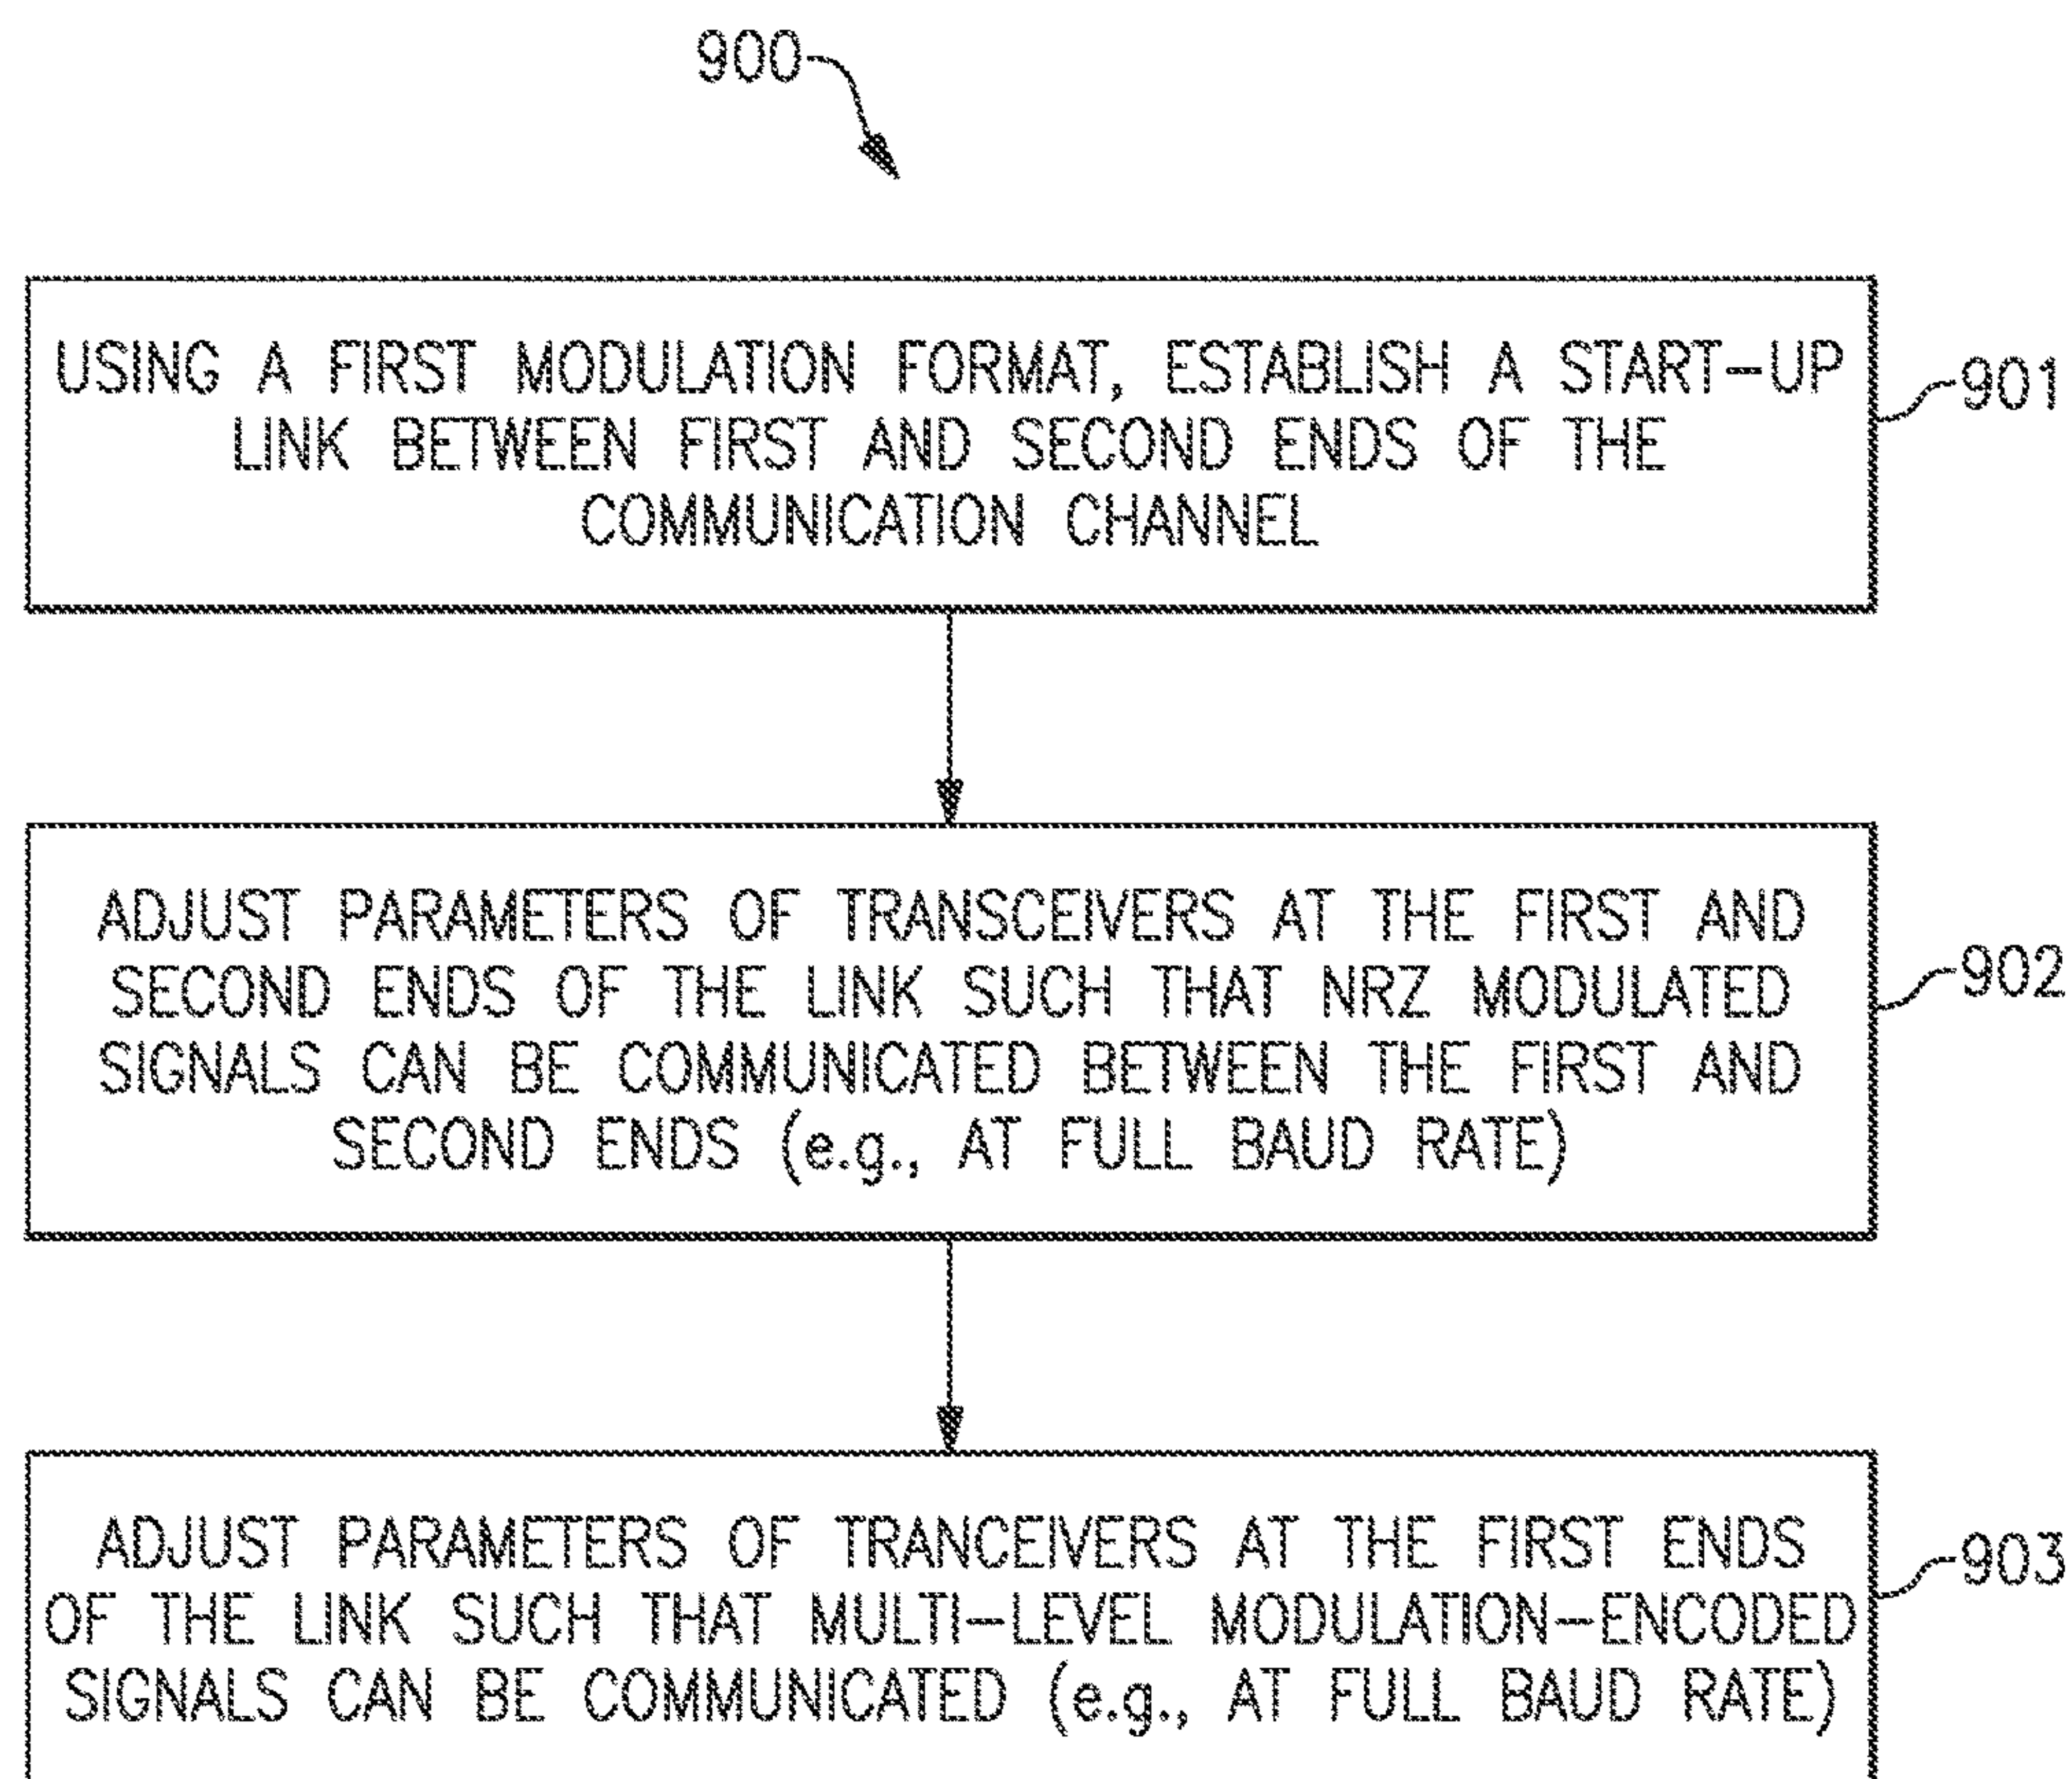 900
USING A FIRST MODULATION FORMAT, ESTABLISH A START-UP
LINK BETWEEN FIRST AND SECOND ENDS OF THE
COMMUNICATION CHANNEL
901
ADJUST PARAMETERS OF TRANSCEIVERS AT THE FIRST AND
SECOND ENDS OF THE LINK SUCH THAT NRZ MODULATED
SIGNALS CAN BE COMMUNICATED BETWEEN THE FIRST AND
SECOND ENDS (e.g., AT FULL BAUD RATE)
902
ADJUST PARAMETERS OF TRANCEIVERS AT THE FIRST ENDS
OF THE LINK SUCH THAT MULTI-LEVEL MODULATION-ENCODED
SIGNALS CAN BE COMMUNICATED (e.g., AT FULL BAUD RATE)
903